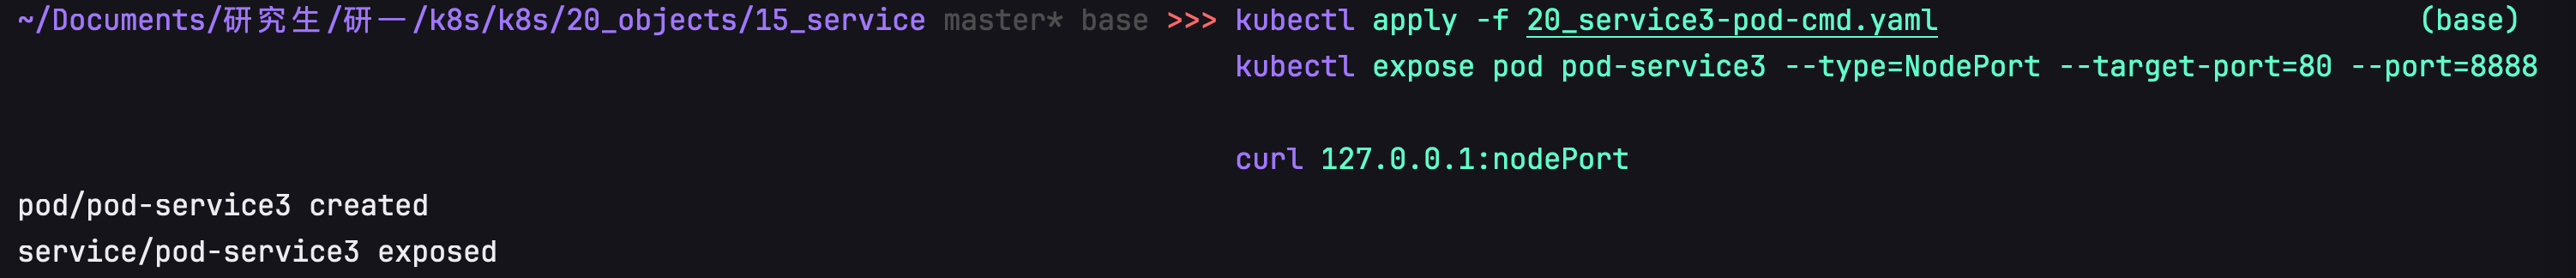 ~/Documents/研究生/研一/k8s/k8s/20_objects/15_service master* base >>> kubectl apply -f 20_service3-pod-cmd.yaml (base)
kubectl expose pod pod-service3 --type=NodePort --target-port=80 --port=8888
curl 127.0.0.1:nodePort
pod/pod-service3 created
service/pod-service3 exposed